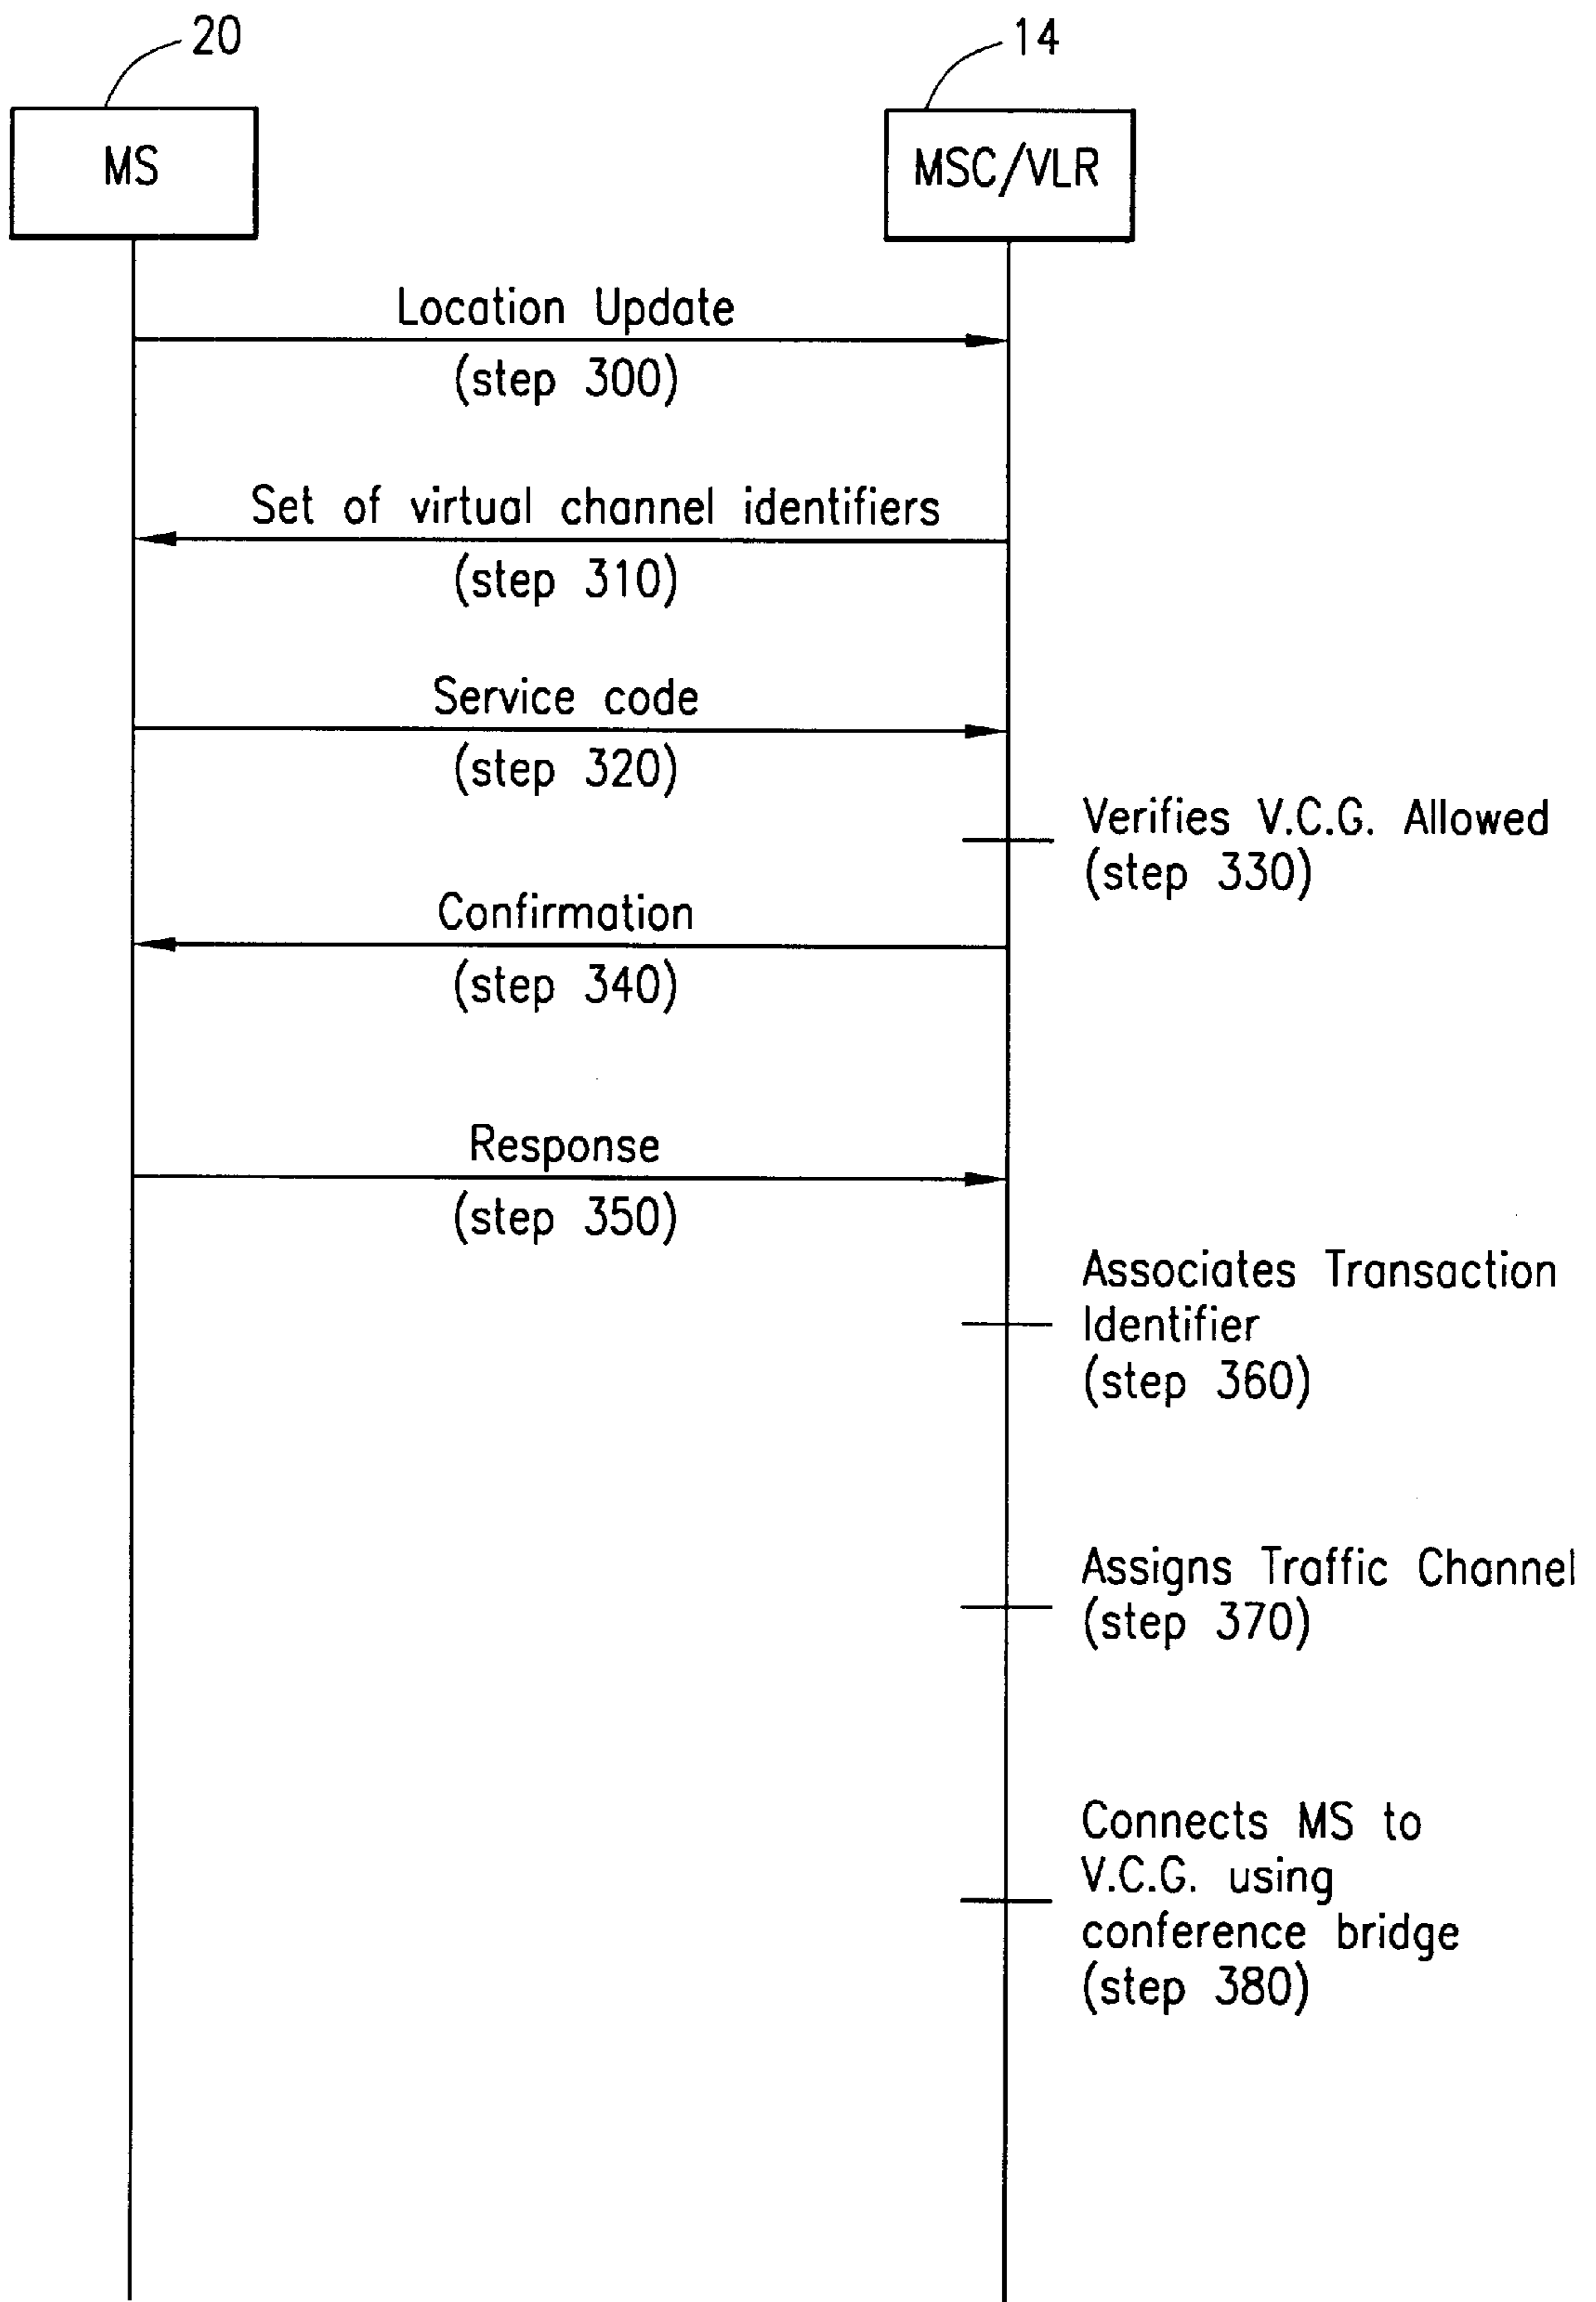 20
14
MS
MSC/VLR
Location Update
(step 300)
Set of virtual channel identifiers
(step 310)
Service code
(step 320)
Verifies V.C.G. Allowed
(step 330)
Confirmation
(step 340)
Response
(step 350)
Associates Transaction
Identifier
(step 360)
Assigns Traffic Channel
(step 370)
Connects MS to
V.C.G. using
conference bridge
(step 380)